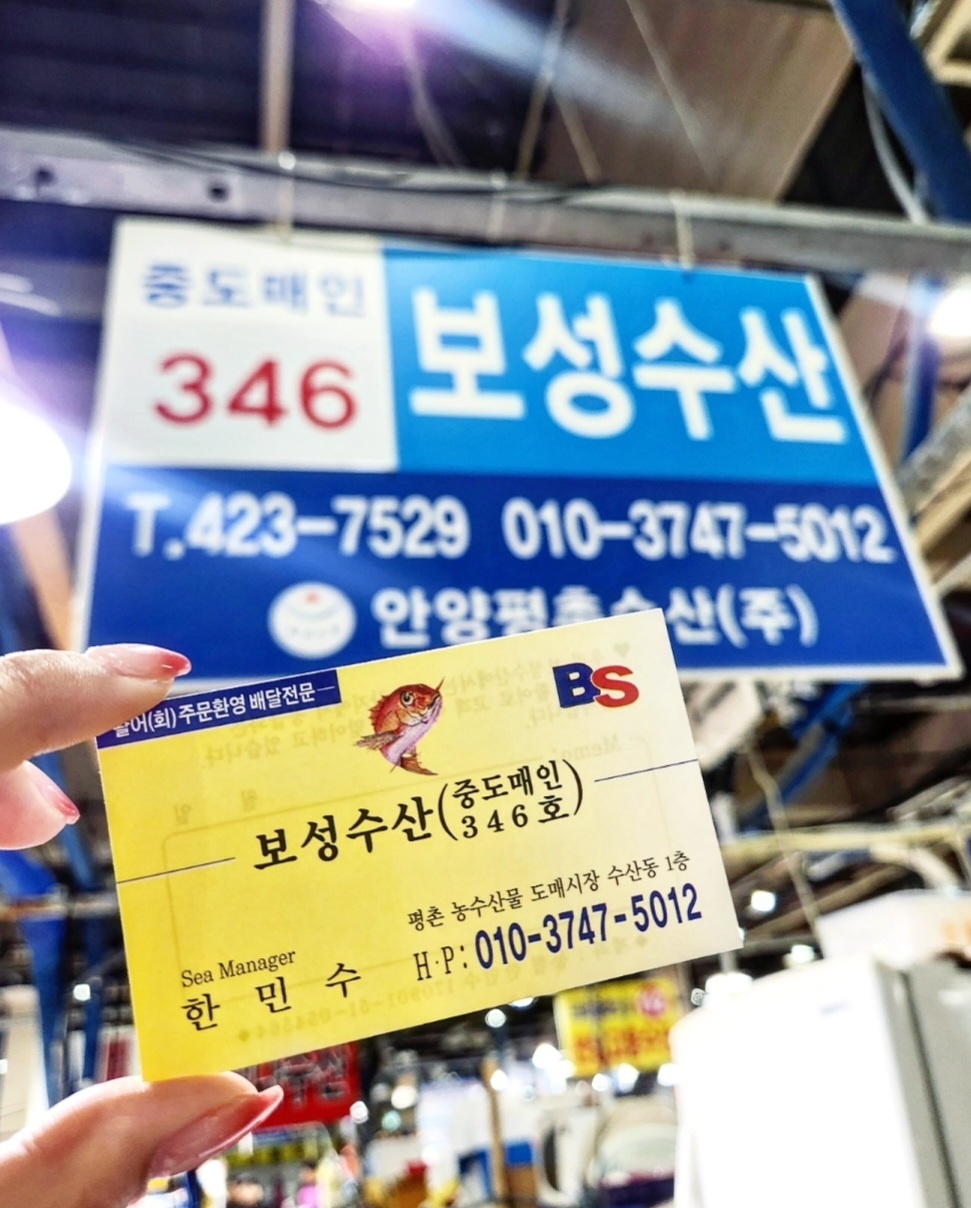 중도매인
346
보성수산
T.423-7529 010-3747-5012
안양평촌수산(주)
활어(회) 주문환영 배달전문
BS
보성수산(중도매인 346호)
평촌 농수산물 도매시장 수산동 1층
H·P: 010-3747-5012
Sea Manager
한 민 수